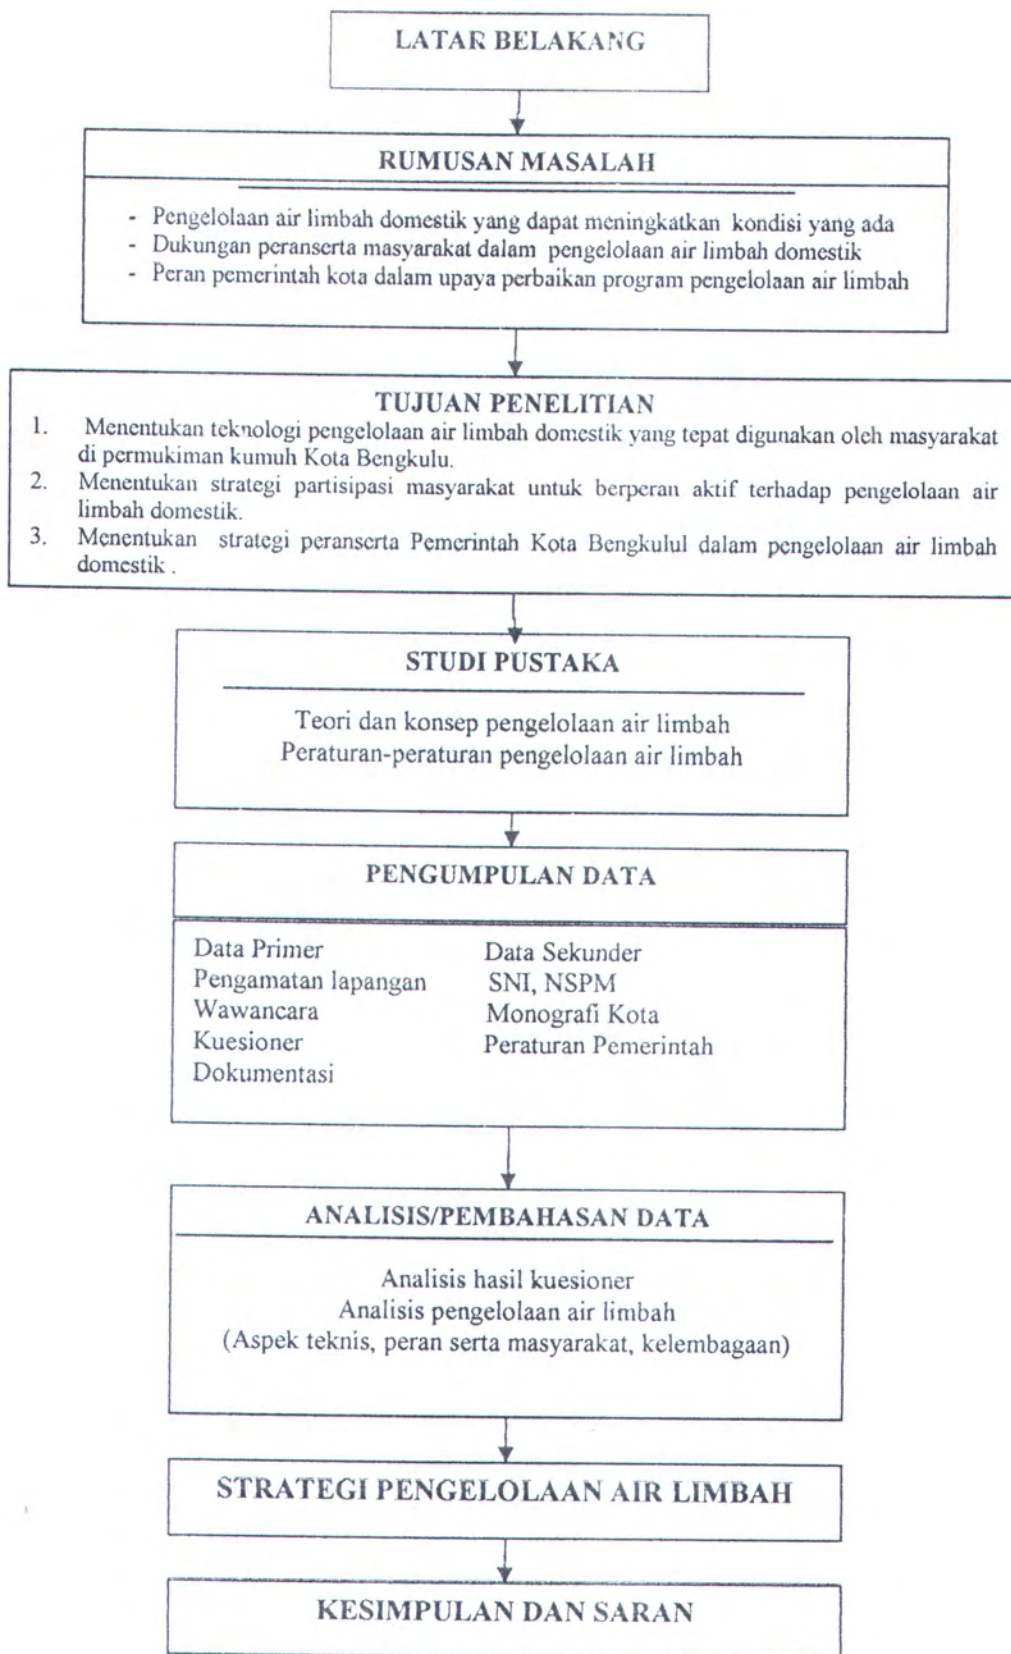 LATAR BELAKANG
RUMUSAN MASALAH
- Pengelolaan air limbah domestik yang dapat meningkatkan kondisi yang ada
- Dukungan peranserta masyarakat dalam pengelolaan air limbah domestik
- Peran pemerintah kota dalam upaya perbaikan program pengelolaan air limbah
TUJUAN PENELITIAN
1. Menentukan teknologi pengelolaan air limbah domestik yang tepat digunakan oleh masyarakat
di permukiman kumuh Kota Bengkulu.
2. Menentukan strategi partisipasi masyarakat untuk berperan aktif terhadap pengelolaan air
limbah domestik.
3. Menentukan strategi peranserta Pemerintah Kota Bengkulul dalam pengelolaan air limbah
domestik .
STUDI PUSTAKA
Teori dan konsep pengelolaan air limbah
Peraturan-peraturan pengelolaan air limbah
PENGUMPULAN DATA
Data Primer
Pengamatan lapangan
Wawancara
Kuesioner
Dokumentasi
Data Sekunder
SNI, NSPM
Monografi Kota
Peraturan Pemerintah
ANALISIS/PEMBAHASAN DATA
Analisis hasil kuesioner
Analisis pengelolaan air limbah
(Aspek teknis, peran serta masyarakat, kelembagaan)
STRATEGI PENGELOLAAN AIR LIMBAH
KESIMPULAN DAN SARAN